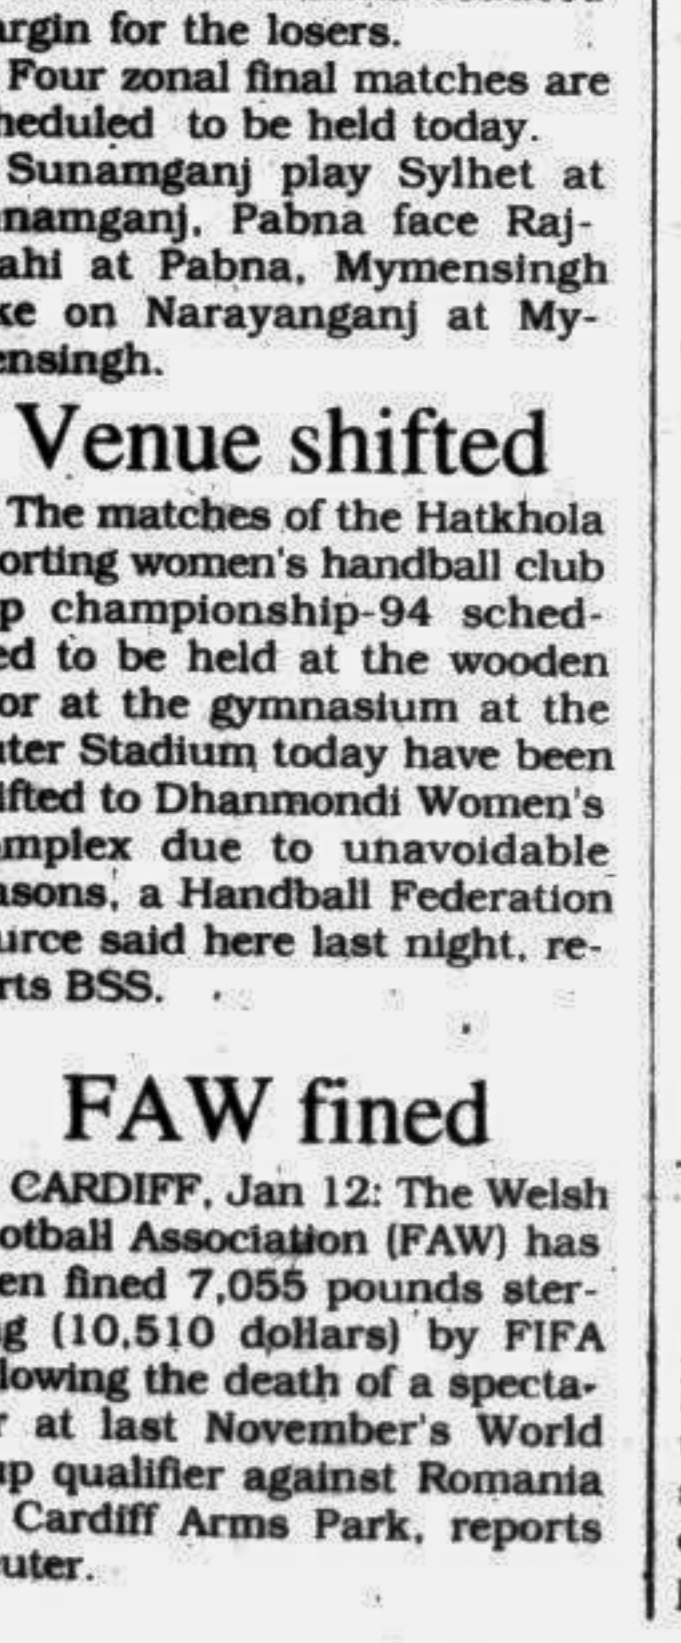 argin for the losers.
Four zonal final matches are
heduled to be held today.
Sunamganj play Sylhet at
namganj, Pabna face Raj-
ahi at Pabna, Mymensingh
ke on Narayanganj at My-
ensingh.
Venue shifted
The matches of the Hatkhola
orting women's handball club
p championship-94 sched-
ed to be held at the wooden
or at the gymnasium at the
uter Stadium today have been
ifted to Dhanmondi Women's
omplex due to unavoidable
asons, a Handball Federation
urce said here last night, re-
rts BSS.
FAW fined
CARDIFF, Jan 12: The Welsh
otball Association (FAW) has
en fined 7,055 pounds ster-
g (10,510 dollars) by FIFA
lowing the death of a specta-
r at last November's World
up qualifier against Romania
Cardiff Arms Park, reports
uter.